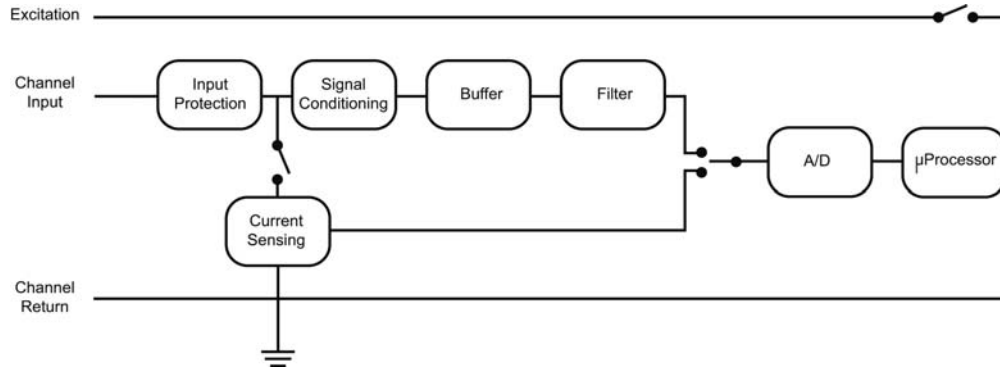 Excitation
Channel
Input
Input
Protection
Signal
Conditioning
Buffer
Filter
A/D
µProcessor
Current
Sensing
Channel
Return